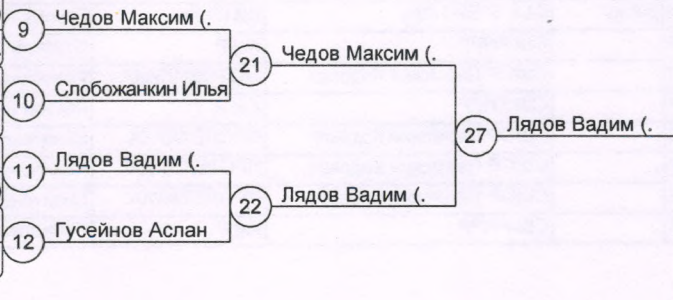 9 Чедов Максим (.
21 Чедов Максим (.
10 Слобожанкин Илья
27 Лядов Вадим (.
11 Лядов Вадим (.
22 Лядов Вадим (.
12 Гусейнов Аслан